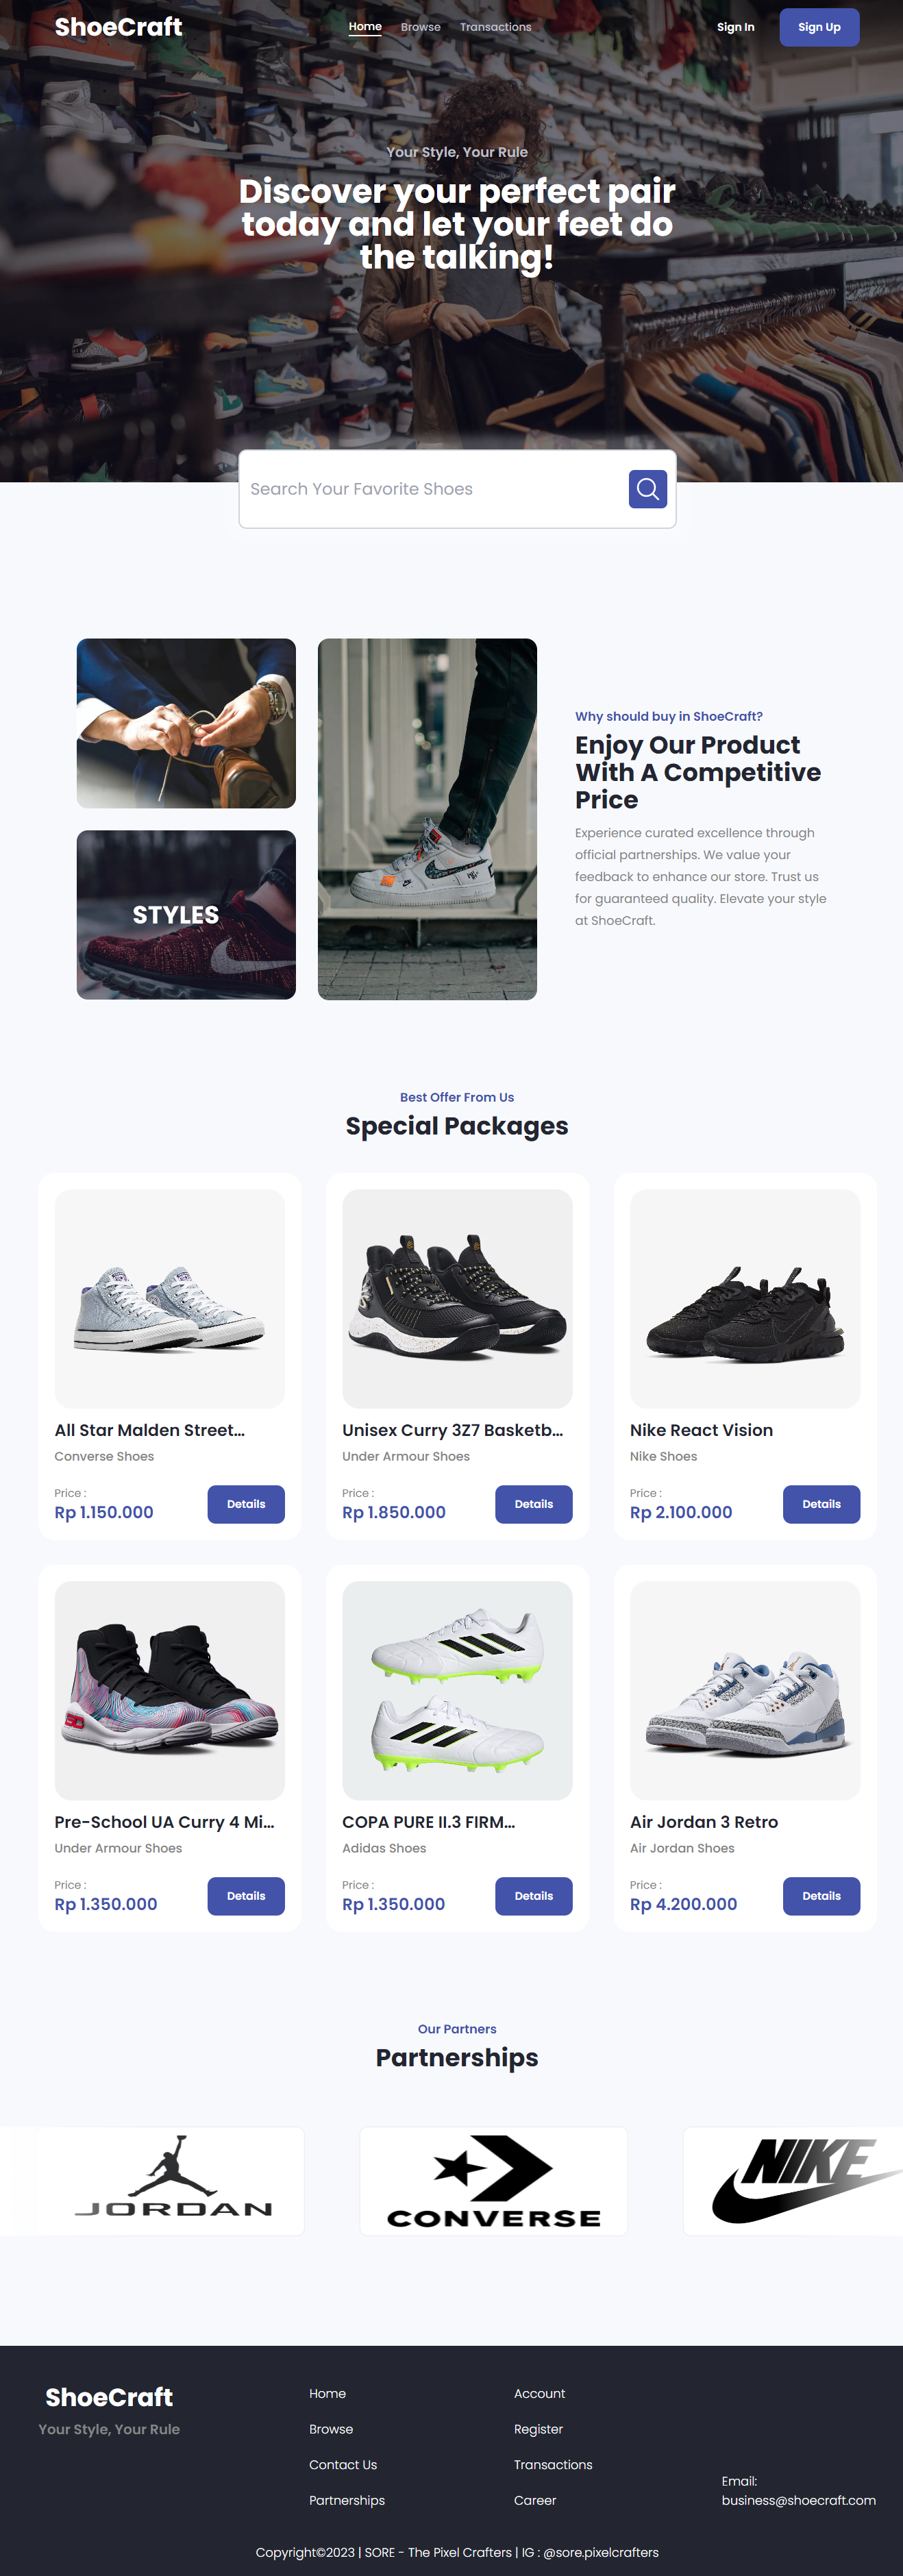 ShoeCraft
Home Browse Transactions
Sign In Sign Up
Your Style, Your Rule
Discover your perfect pair
today and let your feet do
the talking!
Search Your Favorite Shoes
STYLES
Why should buy in ShoeCraft?
Enjoy Our Product
With A Competitive
Price
Experience curated excellence through
official partnerships. We value your
feedback to enhance our store. Trust us
for guaranteed quality. Elevate your style
at ShoeCraft.
Best Offer From Us
Special Packages
All Star Malden Street...
Converse Shoes
Price :
Rp 1.150.000
Details
Unisex Curry 3Z7 Basketb...
Under Armour Shoes
Price :
Rp 1.850.000
Details
Nike React Vision
Nike Shoes
Price :
Rp 2.100.000
Details
Pre-School UA Curry 4 Mi...
Under Armour Shoes
Price :
Rp 1.350.000
Details
COPA PURE II.3 FIRM...
Adidas Shoes
Price :
Rp 1.350.000
Details
Air Jordan 3 Retro
Air Jordan Shoes
Price :
Rp 4.200.000
Details
Our Partners
Partnerships
JORDAN
CONVERSE
NIKE
ShoeCraft
Your Style, Your Rule
Home
Browse
Contact Us
Partnerships
Account
Register
Transactions
Career
Email:
business@shoecraft.com
Copyright©2023 | SORE - The Pixel Crafters | IG : @sore.pixelcrafters